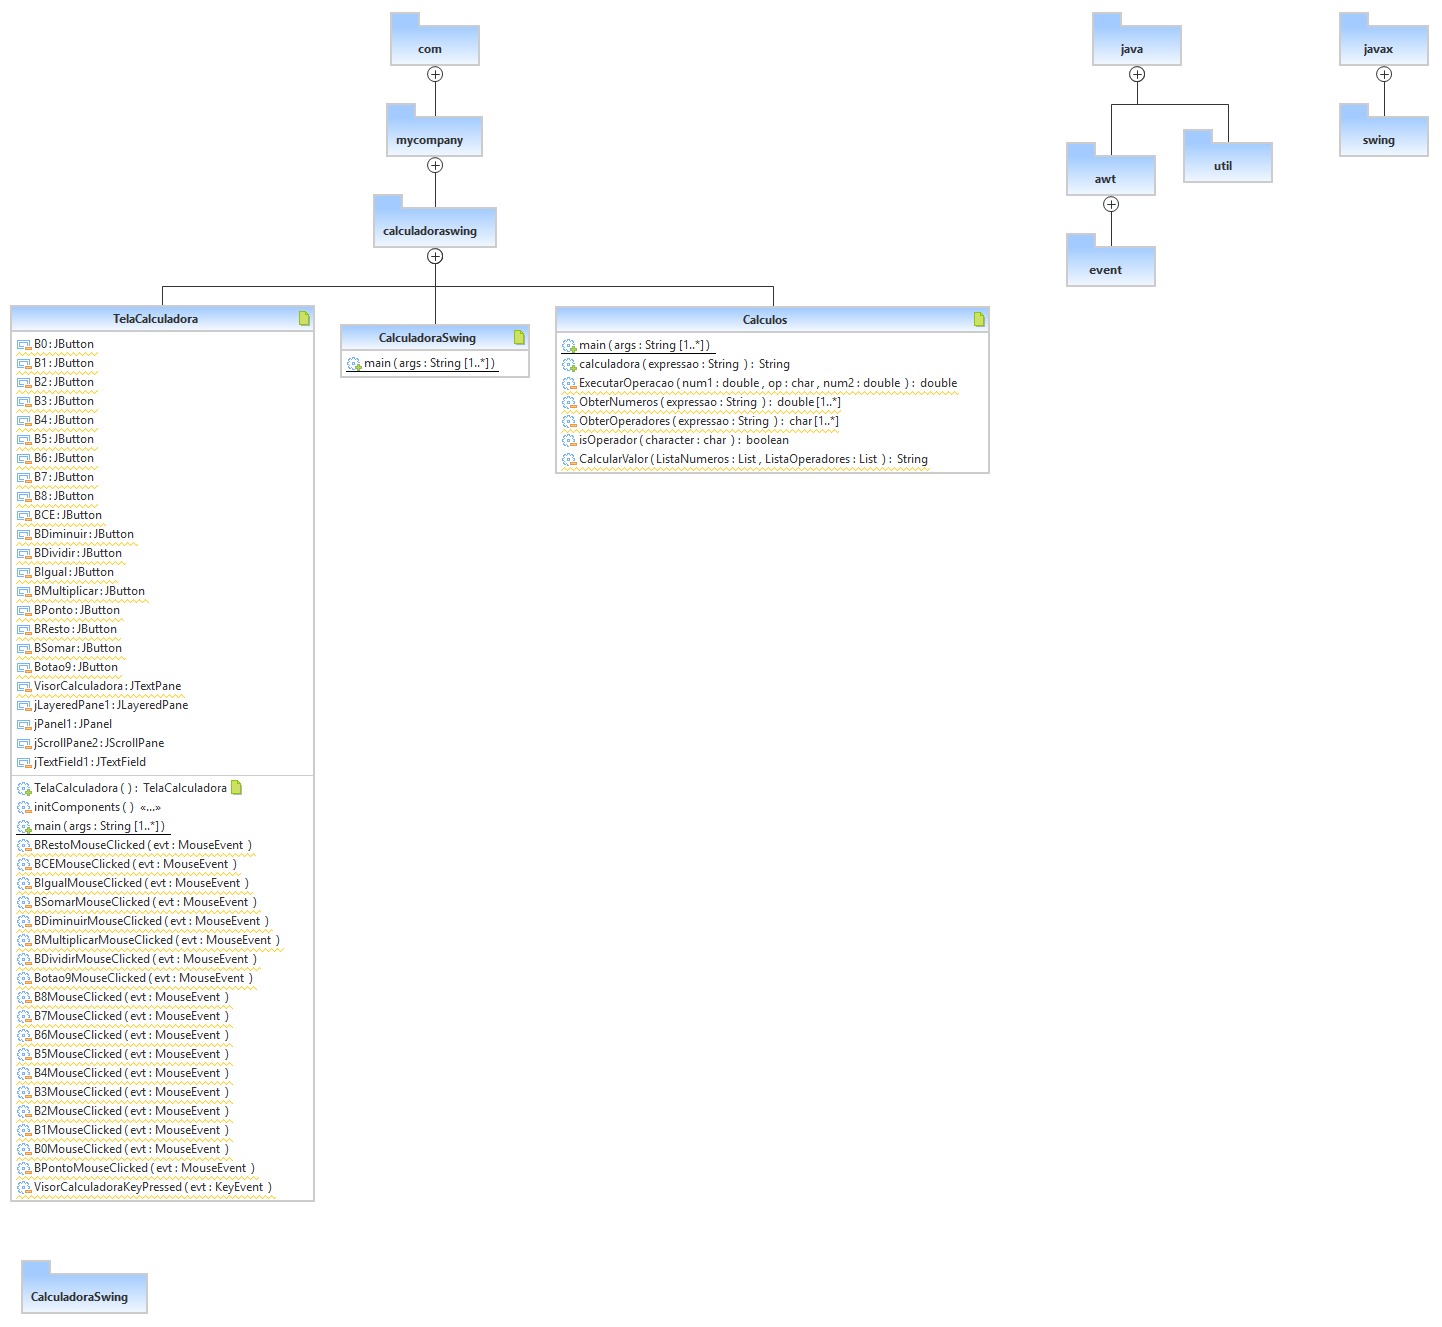 com
mycompany
calculadoraswing
java
awt
util
event
javax
swing
TelaCalculadora
B0 : JButton
B1 : JButton
B2 : JButton
B3 : JButton
B4 : JButton
B5 : JButton
B6 : JButton
B7 : JButton
B8 : JButton
BCE : JButton
BDiminuir : JButton
BDividir : JButton
BIgual : JButton
BMultiplicar : JButton
BPonto : JButton
BResto : JButton
BSomar : JButton
Botao9 : JButton
VisorCalculadora : JTextPane
jLayeredPane1 : JLayeredPane
jPanel1 : JPanel
jScrollPane2 : JScrollPane
jTextField1 : JTextField
TelaCalculadora ( ) : TelaCalculadora
initComponents ( ) «...»
main ( args : String [1..*] )
BRestoMouseClicked ( evt : MouseEvent )
BCEMouseClicked ( evt : MouseEvent )
BIgualMouseClicked ( evt : MouseEvent )
BSomarMouseClicked ( evt : MouseEvent )
BDiminuirMouseClicked ( evt : MouseEvent )
BMultiplicarMouseClicked ( evt : MouseEvent )
BDividirMouseClicked ( evt : MouseEvent )
Botao9MouseClicked ( evt : MouseEvent )
B8MouseClicked ( evt : MouseEvent )
B7MouseClicked ( evt : MouseEvent )
B6MouseClicked ( evt : MouseEvent )
B5MouseClicked ( evt : MouseEvent )
B4MouseClicked ( evt : MouseEvent )
B3MouseClicked ( evt : MouseEvent )
B2MouseClicked ( evt : MouseEvent )
B1MouseClicked ( evt : MouseEvent )
B0MouseClicked ( evt : MouseEvent )
BPontoMouseClicked ( evt : MouseEvent )
VisorCalculadoraKeyPressed ( evt : KeyEvent )
CalculadoraSwing
main ( args : String [1..*] )
Calculos
main ( args : String [1..*] )
calculadora ( expressao : String ) : String
ExecutarOperacao ( num1 : double , op : char , num2 : double ) : double
ObterNumeros ( expressao : String ) : double [1..*]
ObterOperadores ( expressao : String ) : char [1..*]
isOperador ( character : char ) : boolean
CalcularValor ( ListaNumeros : List , ListaOperadores : List ) : String
CalculadoraSwing